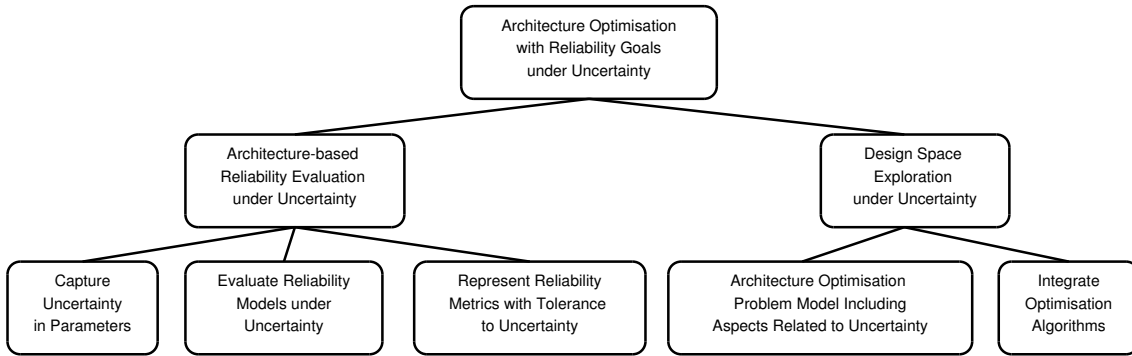 Architecture Optimisation
with Reliability Goals
under Uncertainty
Architecture-based
Reliability Evaluation
under Uncertainty
Design Space
Exploration
under Uncertainty
Capture
Uncertainty
in Parameters
Evaluate Reliability
Models under
Uncertainty
Represent Reliability
Metrics with Tolerance
to Uncertainty
Architecture Optimisation
Problem Model Including
Aspects Related to Uncertainty
Integrate
Optimisation
Algorithms